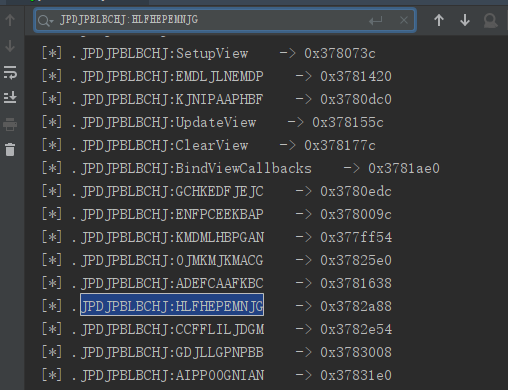 JPDJPBLBCHJ:HLFHEPEMNJG
[*] .JPDJPBLBCHJ:SetupView -> 0x378073c
[*] .JPDJPBLBCHJ:EMDLJLNEMDP -> 0x3781420
[*] .JPDJPBLBCHJ:KJNIPAAPHBF -> 0x3780dc0
[*] .JPDJPBLBCHJ:UpdateView -> 0x378155c
[*] .JPDJPBLBCHJ:ClearView -> 0x378177c
[*] .JPDJPBLBCHJ:BindViewCallbacks -> 0x3781ae0
[*] .JPDJPBLBCHJ:GCHKEDFJEJC -> 0x3780edc
[*] .JPDJPBLBCHJ:ENFPCEEKBAP -> 0x378009c
[*] .JPDJPBLBCHJ:KMDMLHBPGAN -> 0x377ff54
[*] .JPDJPBLBCHJ:OJMKMJKMACG -> 0x37825e0
[*] .JPDJPBLBCHJ:ADEFCAAFKBC -> 0x3781638
[*] .JPDJPBLBCHJ:HLFHEPEMNJG -> 0x3782a88
[*] .JPDJPBLBCHJ:CCFFLILJDGM -> 0x3782e54
[*] .JPDJPBLBCHJ:GDJLLGPNPBB -> 0x3783008
[*] .JPDJPBLBCHJ:AIPPOOGNIAN -> 0x37831e0